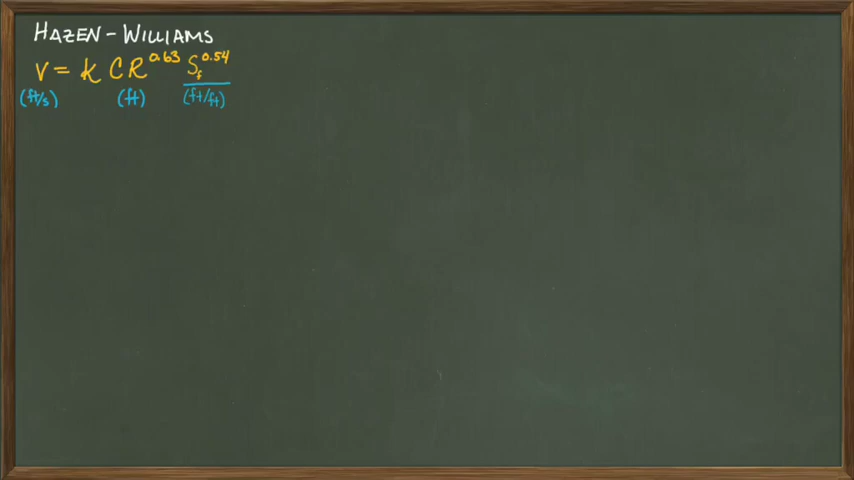 HAZEN - WILLIAMS
V = k C R^0.63 S_f^0.54
(ft/s) (ft) (ft/ft)